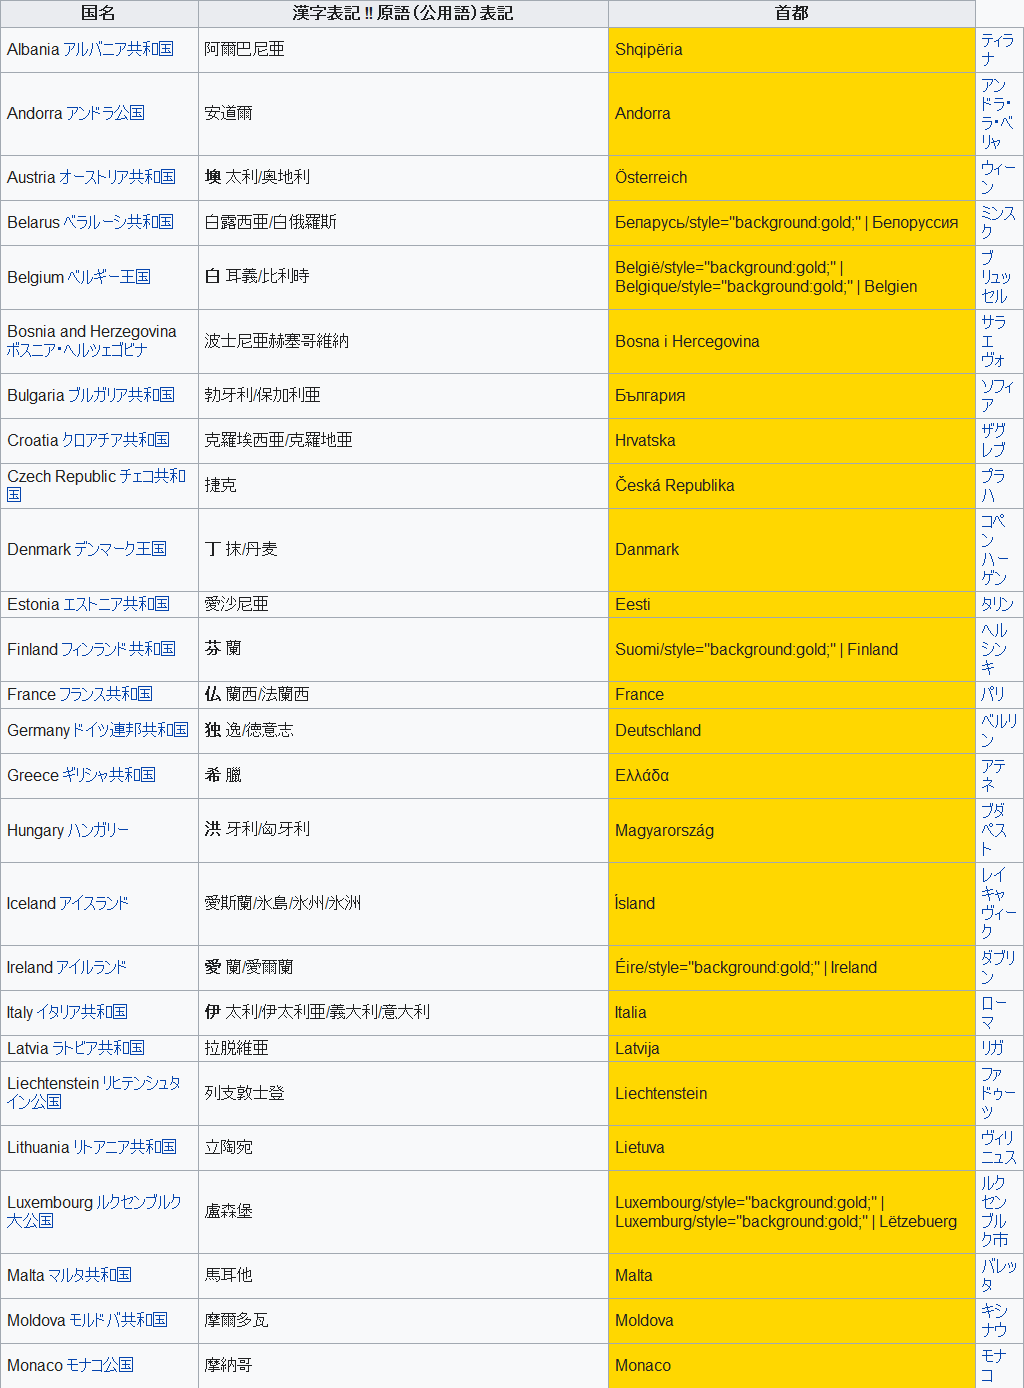 国名 漢字表記 !! 原語（公用語）表記 首都
Albania アルバニア共和国 阿爾巴尼亜 Shqipëria ティラ
ナ
Andorra アンドラ公国 安道爾 Andorra アン
ドラ・
ラ・ベ
リャ
Austria オーストリア共和国 墺 太利/奥地利 Österreich ウィー
ン
Belarus ベラルーシ共和国 白露西亜/白俄羅斯 Беларусь/style="background:gold;" | Белоруссия ミンス
ク
Belgium ベルギー王国 白 耳義/比利時 België/style="background:gold;" |
Belgique/style="background:gold;" | Belgien ブ
リュッ
セル
Bosnia and Herzegovina
ボスニア・ヘルツェゴビナ 波士尼亜赫塞哥維納 Bosna i Hercegovina サラ
エ
ヴォ
Bulgaria ブルガリア共和国 勃牙利/保加利亜 България ソフィ
ア
Croatia クロアチア共和国 克羅埃西亜/克羅地亜 Hrvatska ザグ
レブ
Czech Republic チェコ共和
国 捷克 Česká Republika プラ
ハ
Denmark デンマーク王国 丁 抹/丹麦 Danmark コペ
ン
ハー
ゲン
Estonia エストニア共和国 愛沙尼亜 Eesti タリン
Finland フィンランド共和国 芬 蘭 Suomi/style="background:gold;" | Finland ヘル
シン
キ
France フランス共和国 仏 蘭西/法蘭西 France パリ
Germany ドイツ連邦共和国 独 逸/徳意志 Deutschland ベルリ
ン
Greece ギリシャ共和国 希 臘 Ελλάδα アテ
ネ
Hungary ハンガリー 洪 牙利/匈牙利 Magyarország ブダ
ペス
ト
Iceland アイスランド 愛斯蘭/氷島/氷州/氷洲 Ísland レイ
キャ
ヴィー
ク
Ireland アイルランド 愛 蘭/愛爾蘭 Éire/style="background:gold;" | Ireland ダブリ
ン
Italy イタリア共和国 伊 太利/伊太利亜/義大利/意大利 Italia ロー
マ
Latvia ラトビア共和国 拉脱維亜 Latvija リガ
Liechtenstein リヒテンシュタ
イン公国 列支敦士登 Liechtenstein ファ
ドゥー
ツ
Lithuania リトアニア共和国 立陶宛 Lietuva ヴィリ
ニュス
Luxembourg ルクセンブルク
大公国 盧森堡 Luxembourg/style="background:gold;" |
Luxemburg/style="background:gold;" | Lëtzebuerg ルク
セン
ブル
ク市
Malta マルタ共和国 馬耳他 Malta バレッ
タ
Moldova モルドバ共和国 摩爾多瓦 Moldova キシ
ナウ
Monaco モナコ公国 摩納哥 Monaco モナ
コ